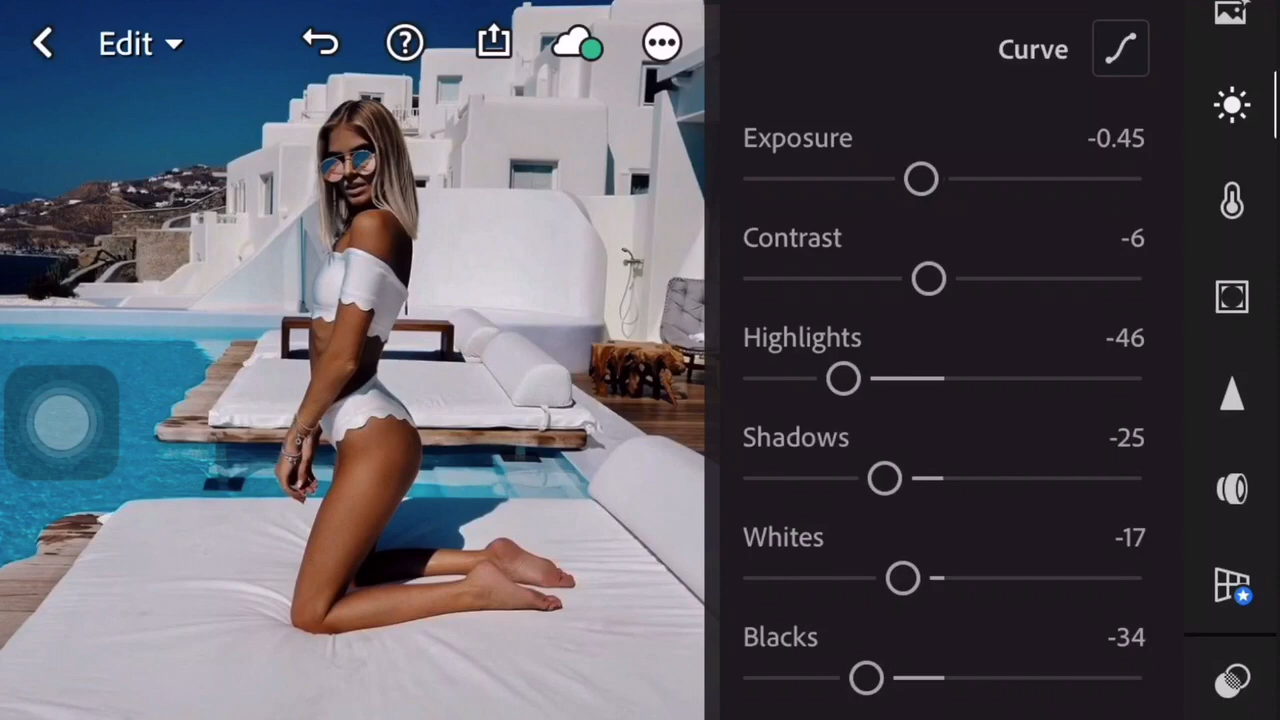 Edit
Curve
Exposure -0.45
Contrast -6
Highlights -46
Shadows -25
Whites -17
Blacks -34